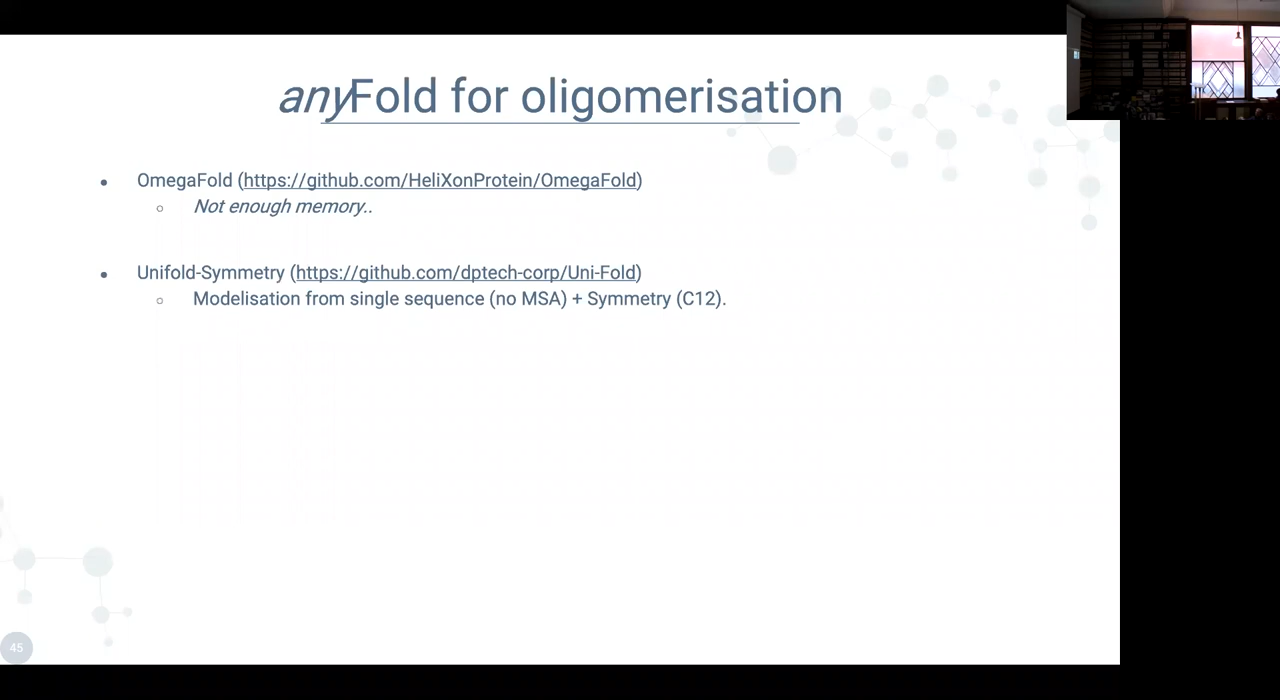 anyFold for oligomerisation
● OmegaFold (https://github.com/HeliXonProtein/OmegaFold)
○ Not enough memory..
● Unifold-Symmetry (https://github.com/dptech-corp/Uni-Fold)
○ Modelisation from single sequence (no MSA) + Symmetry (C12).
45